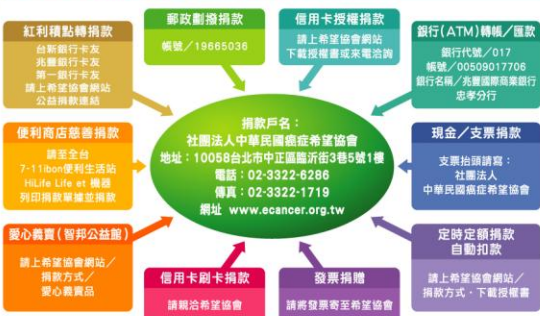 紅利積點轉捐款
台新銀行卡友
兆豐銀行卡友
第一銀行卡友
請上希望協會網站
公益捐款連結
郵政劃撥捐款
帳號／19665036
信用卡授權捐款
請上希望協會網站
下載授權書或來電洽詢
銀行(ATM)轉帳／匯款
銀行代號／017
帳號／00509017706
銀行名稱／兆豐國際商業銀行
忠孝分行
便利商店慈善捐款
請至全台
7-11ibon便利生活站
HiLife Life et 機器
列印捐款單據並捐款
捐款戶名：
社團法人中華民國癌症希望協會
地址：10058台北市中正區臨沂街3巷5號1樓
電話：02-3322-6286
傳真：02-3322-1719
網址 www.ecancer.org.tw
現金／支票捐款
支票抬頭請寫：
社團法人
中華民國癌症希望協會
愛心義賣(智邦公益館)
請上希望協會網站／
捐款方式／
愛心義賣品
信用卡刷卡捐款
請親洽希望協會
發票捐贈
請將發票寄至希望協會
定時定額捐款
自動扣款
請上希望協會網站／
捐款方式．下載授權書